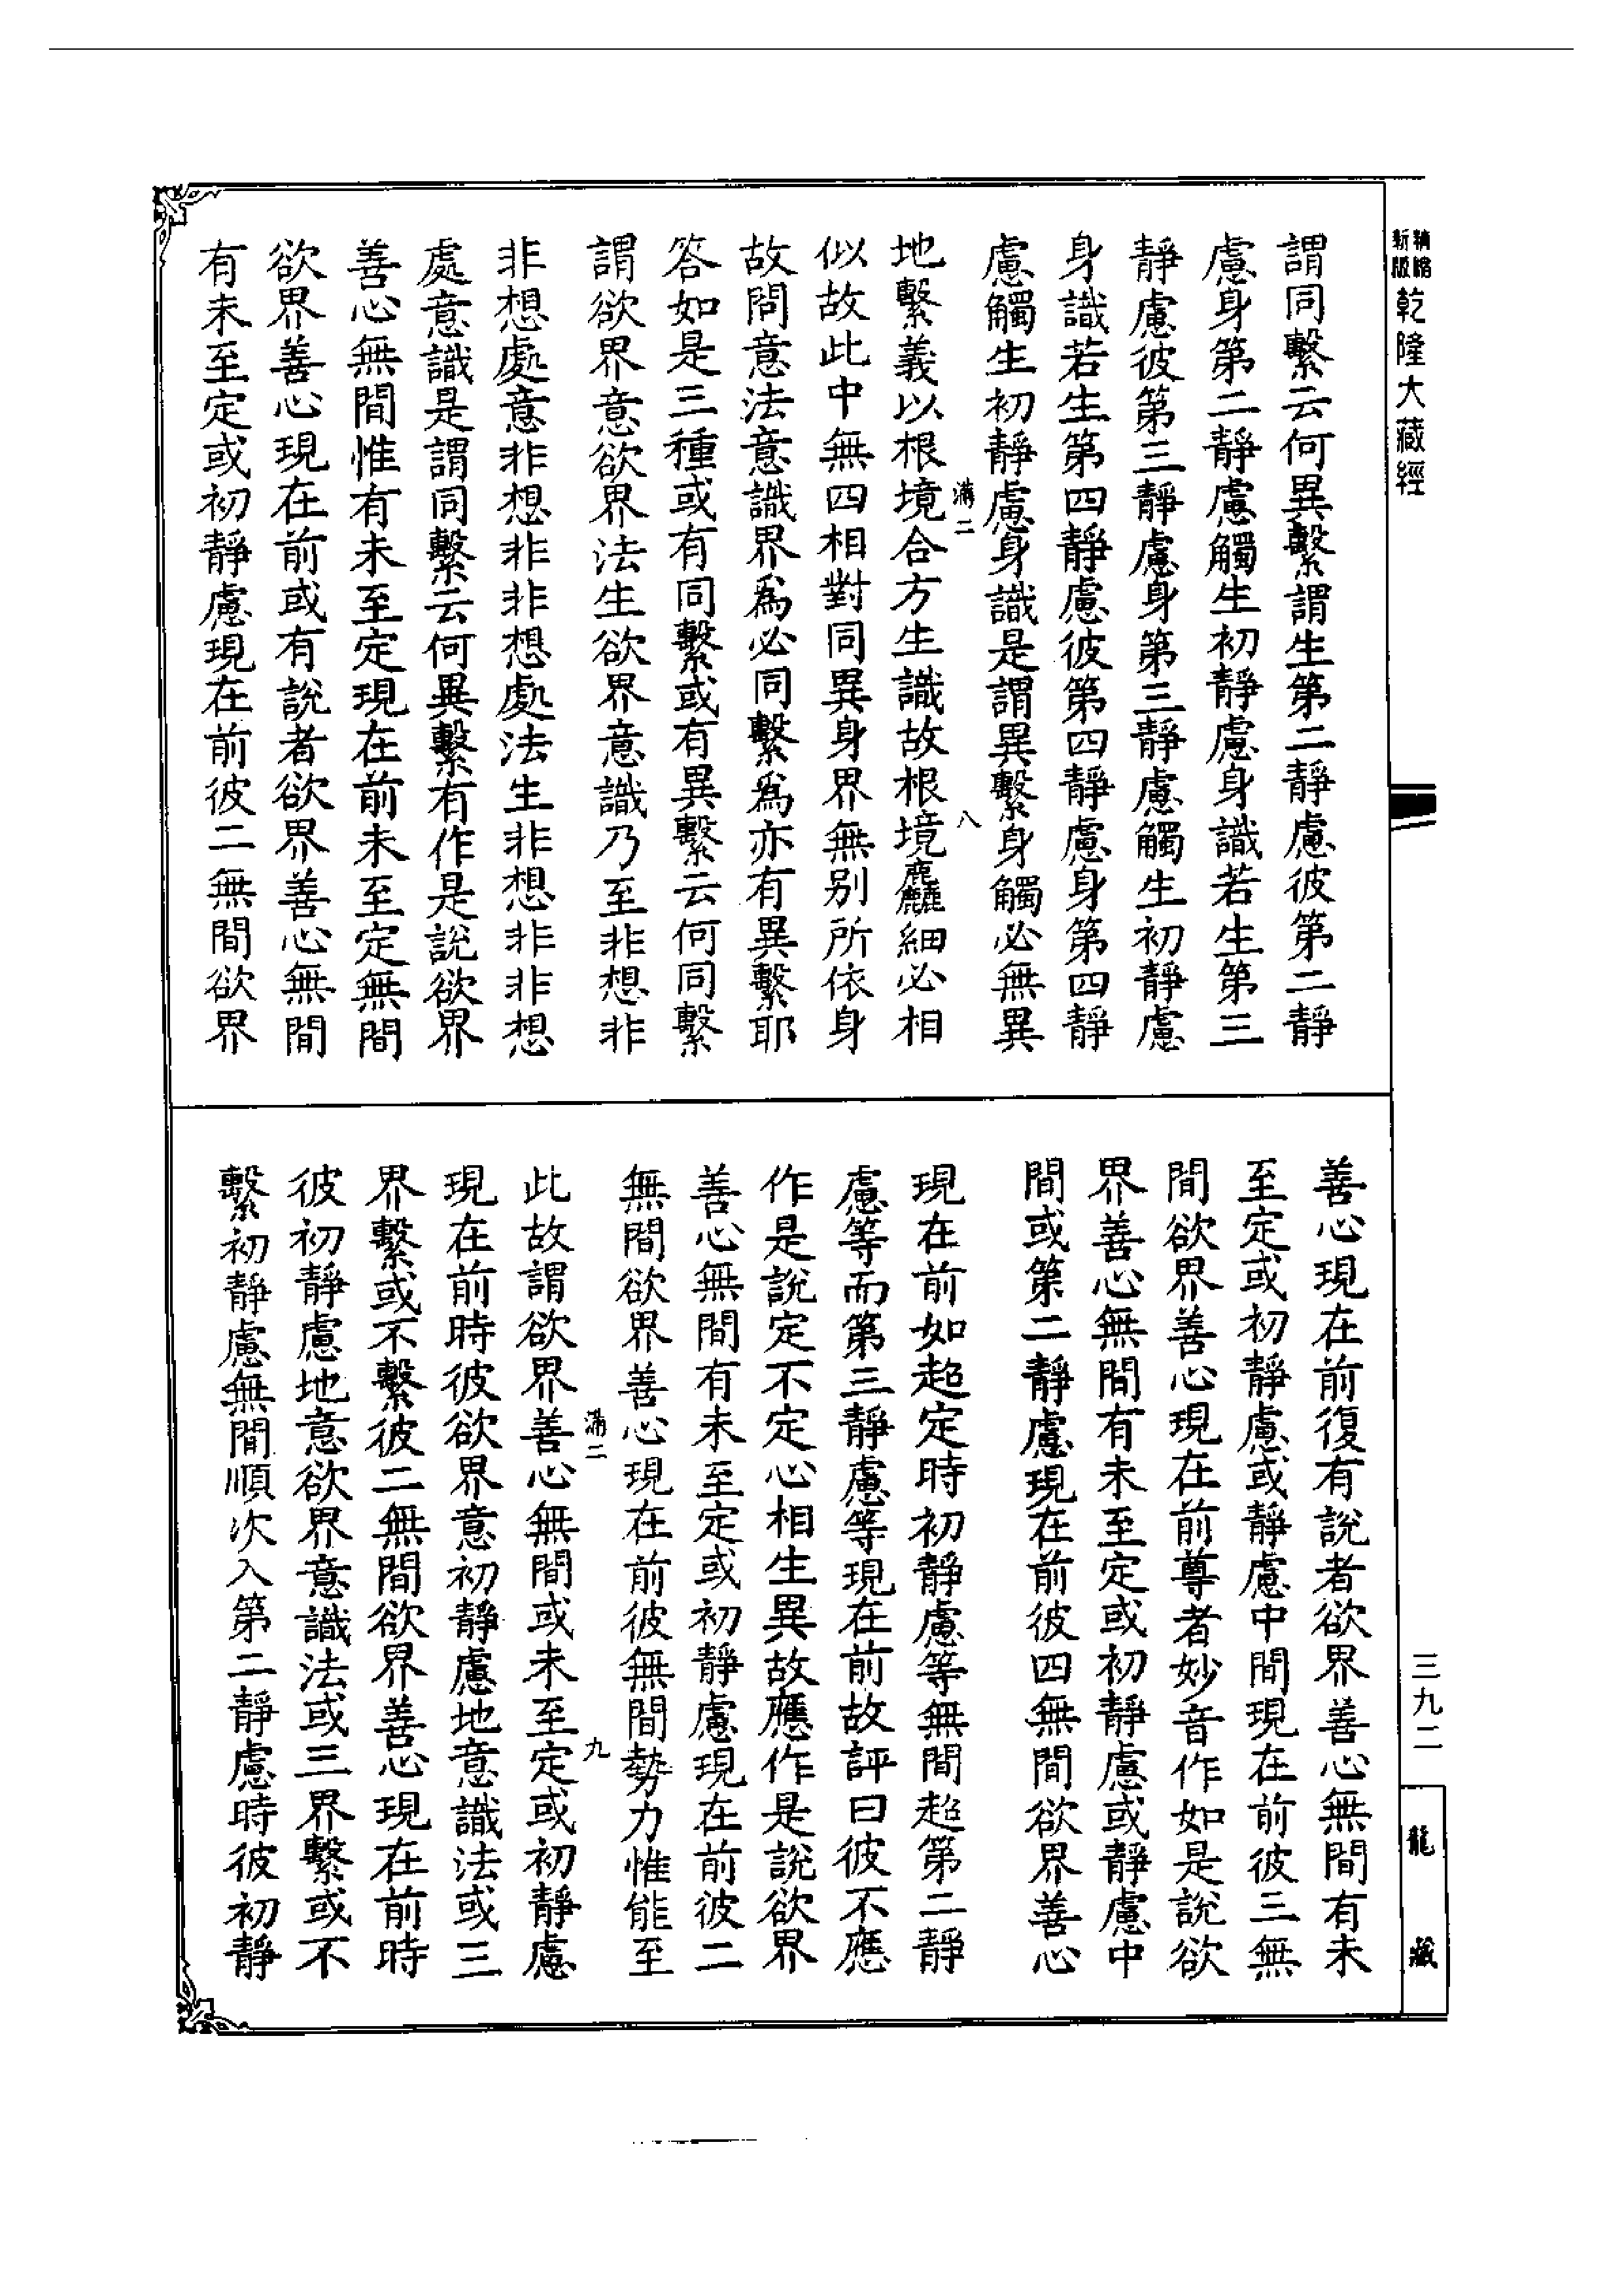 新版 精縮 乾隆大藏經
謂同繫云何異繫謂生第二靜慮彼第二靜
慮身第二靜慮觸生初靜慮身識若生第三
靜慮彼第三靜慮身第三靜慮觸生初靜慮
身識若生第四靜慮彼第四靜慮身第四靜
慮觸生初靜慮身識是謂異繫身觸必無異
滿二 八
地繫義以根境合方生識故根境麤細必相
似故此中無四相對同異身界無別所依身
故問意法意識界爲必同繫爲亦有異繫耶
答如是三種或有同繫或有異繫云何同繫
謂欲界意欲界法生欲界意識乃至非想非
非想處意非想非非想處法生非想非非想
處意識是謂同繫云何異繫有作是說欲界
善心無間惟有未至定現在前未至定無間
欲界善心現在前或有說者欲界善心無間
有未至定或初靜慮現在前彼二無間欲界
善心現在前復有說者欲界善心無間有未
至定或初靜慮或靜慮中間現在前彼三無
間欲界善心現在前尊者妙音作如是說欲
界善心無間有未至定或初靜慮或靜慮中
間或第二靜慮現在前彼四無間欲界善心
現在前如超定時初靜慮等無間超第二靜
慮等而第三靜慮等現在前故評曰彼不應
作是說定不定心相生異故應作是說欲界
善心無間有未至定或初靜慮現在前彼二
無間欲界善心現在前彼無間勢力惟能至
滿二 九
此故謂欲界善心無間或未至定或初靜慮
現在前時彼欲界意初靜慮地意識法或三
界繫或不繫彼二無間欲界善心現在前時
彼初靜慮地意欲界意識法或三界繫或不
繫初靜慮無間順次入第二靜慮時彼初靜
三九二
龍藏